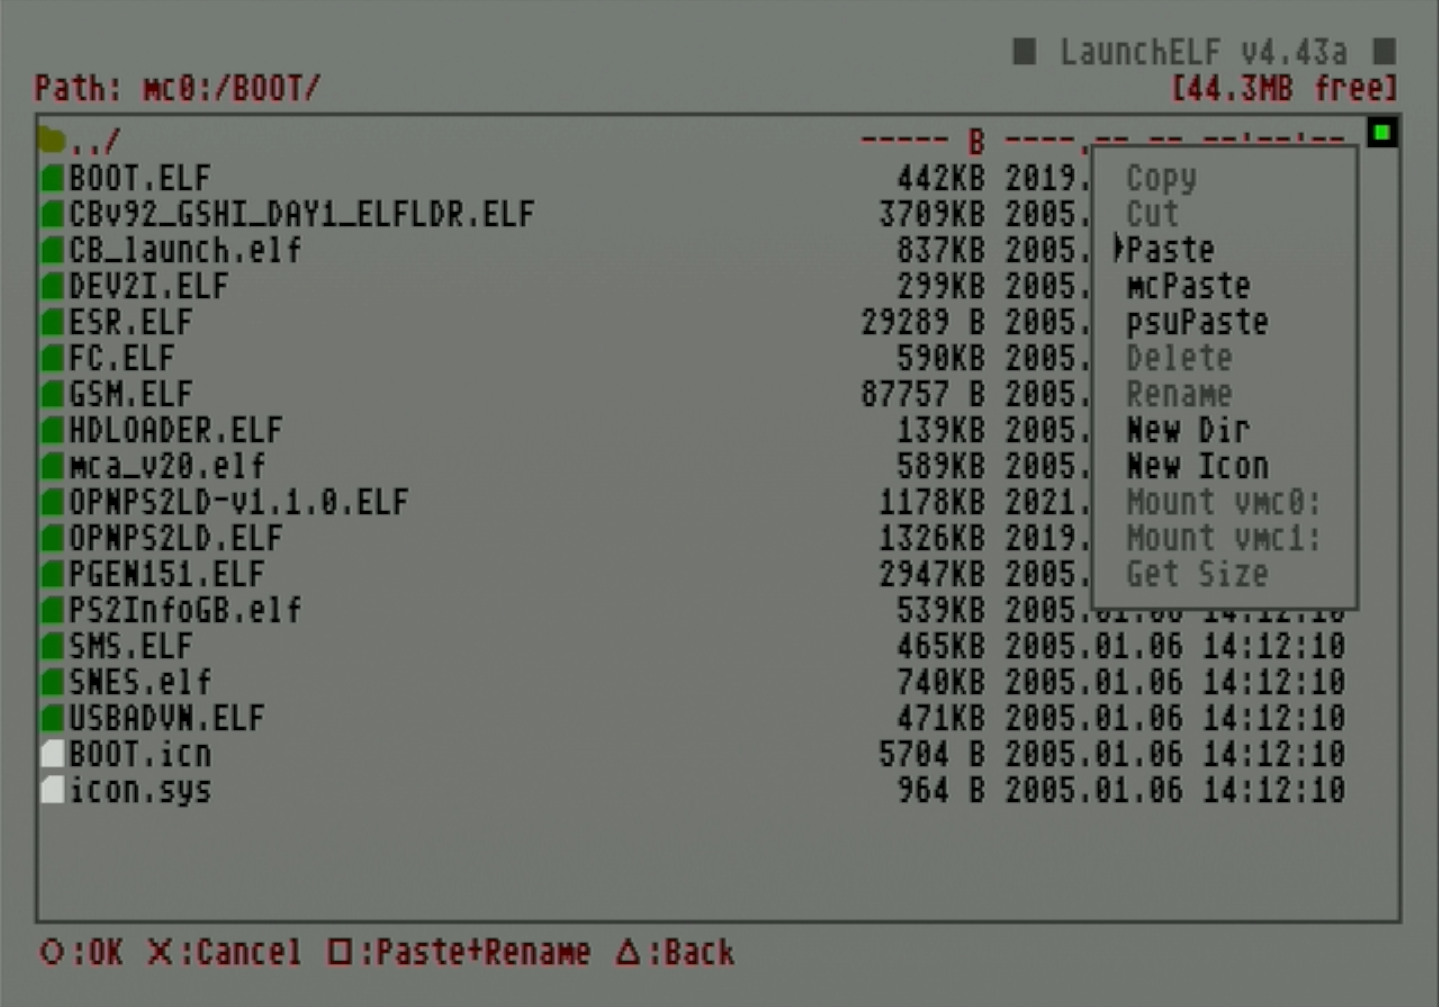 ■ LaunchELF v4.43a ■
Path: mc0:/BOOT/ [44.3MB free]
../ ----- B ----.-- -- --:--:--
BOOT.ELF 442KB 2019. Copy
CBv92_GSHI_DAY1_ELFLDR.ELF 3709KB 2005. Cut
CB_launch.elf 837KB 2005. Paste
DEV2I.ELF 299KB 2005. mcPaste
ESR.ELF 29289 B 2005. psuPaste
FC.ELF 590KB 2005. Delete
GSM.ELF 87757 B 2005. Rename
HDLOADER.ELF 139KB 2005. New Dir
mca_v20.elf 589KB 2005. New Icon
OPNPS2LD-v1.1.0.ELF 1178KB 2021. Mount vmc0:
OPNPS2LD.ELF 1326KB 2019. Mount vmc1:
PGEN151.ELF 2947KB 2005. Get Size
PS2InfoGB.elf 539KB 2005.01.06 14:12:10
SMS.ELF 465KB 2005.01.06 14:12:10
SNES.elf 740KB 2005.01.06 14:12:10
USBADVN.ELF 471KB 2005.01.06 14:12:10
BOOT.icn 5704 B 2005.01.06 14:12:10
icon.sys 964 B 2005.01.06 14:12:10
O:OK X:Cancel □:Paste+Rename △:Back